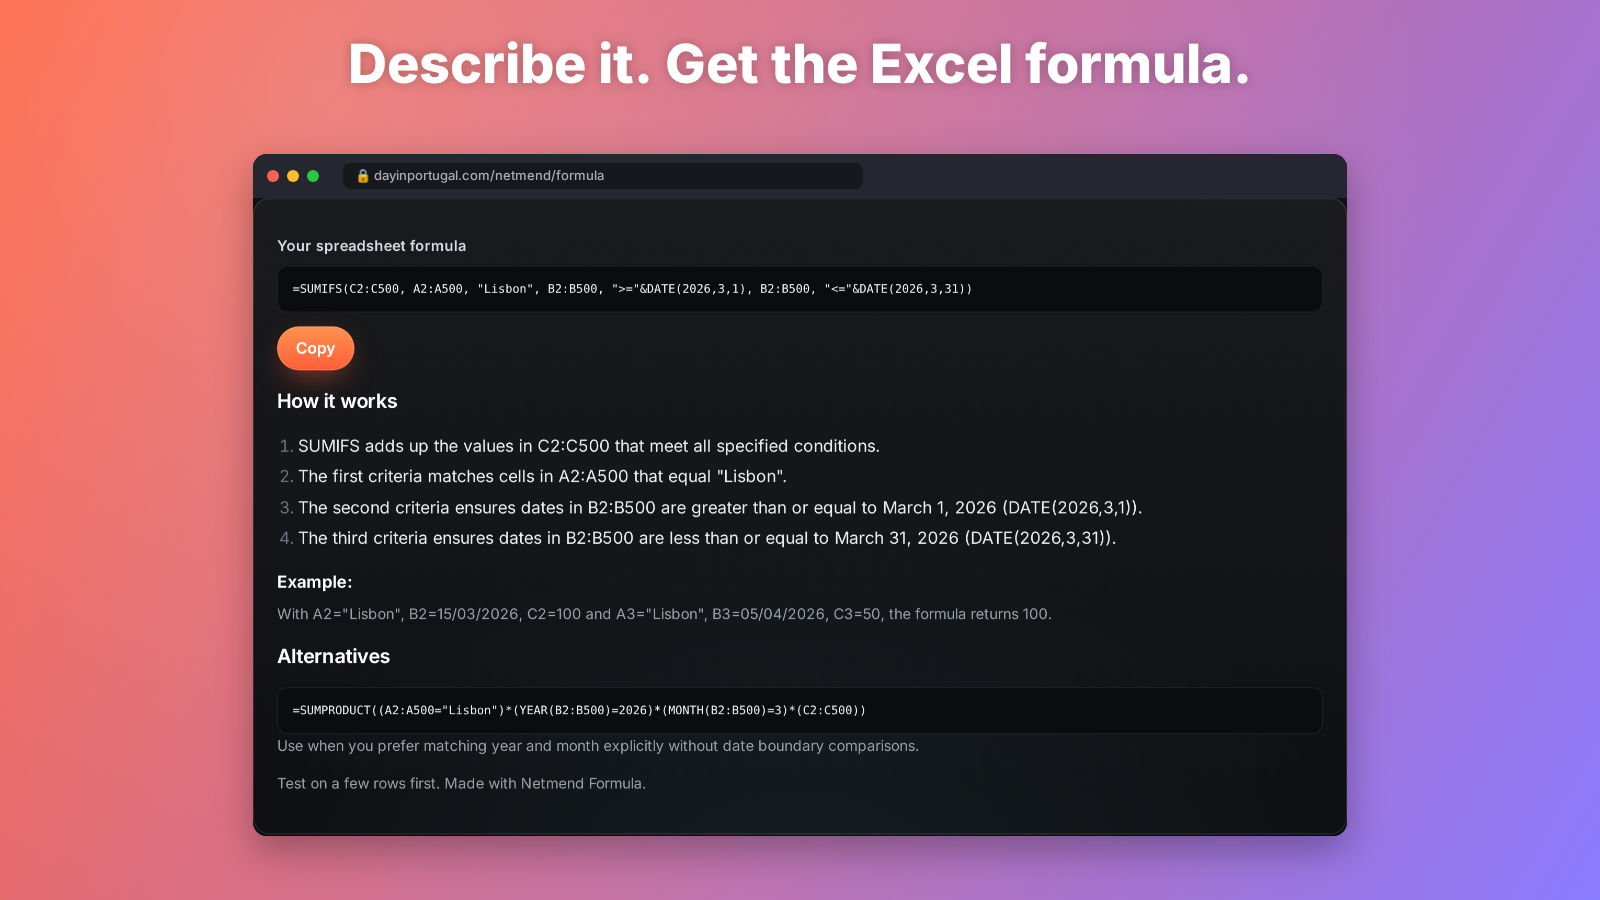 Describe it. Get the Excel formula.
dayinportugal.com/netmend/formula
Your spreadsheet formula
=SUMIFS(C2:C500, A2:A500, "Lisbon", B2:B500, ">="&DATE(2026,3,1), B2:B500, "<="&DATE(2026,3,31))
Copy
How it works
1. SUMIFS adds up the values in C2:C500 that meet all specified conditions.
2. The first criteria matches cells in A2:A500 that equal "Lisbon".
3. The second criteria ensures dates in B2:B500 are greater than or equal to March 1, 2026 (DATE(2026,3,1)).
4. The third criteria ensures dates in B2:B500 are less than or equal to March 31, 2026 (DATE(2026,3,31)).
Example:
With A2="Lisbon", B2=15/03/2026, C2=100 and A3="Lisbon", B3=05/04/2026, C3=50, the formula returns 100.
Alternatives
=SUMPRODUCT((A2:A500="Lisbon")*(YEAR(B2:B500)=2026)*(MONTH(B2:B500)=3)*(C2:C500))
Use when you prefer matching year and month explicitly without date boundary comparisons.
Test on a few rows first. Made with Netmend Formula.